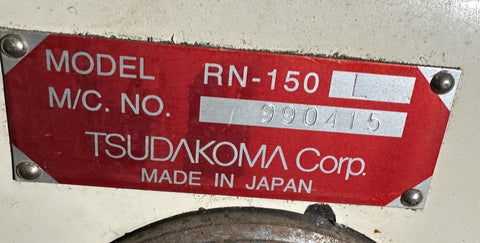 MODEL RN-150 L
M/C. NO. 990415
TSUDAKOMA Corp.
MADE IN JAPAN